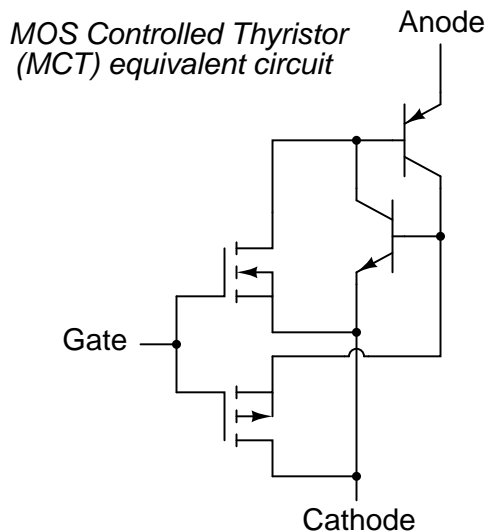 MOS Controlled Thyristor
(MCT) equivalent circuit
Anode
Gate
Cathode